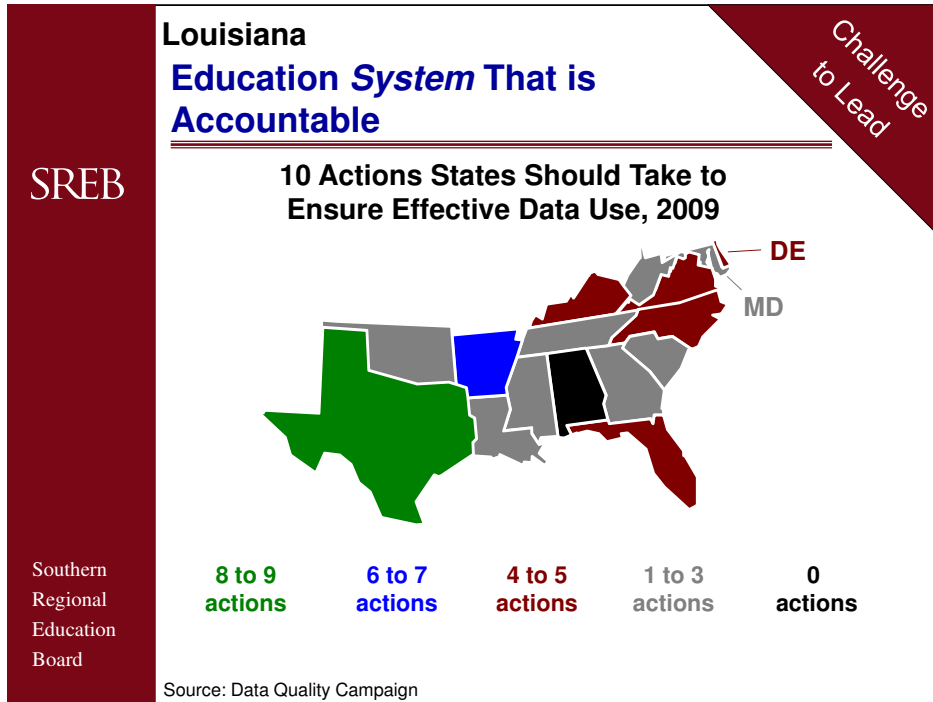 Louisiana
Education System That is
Accountable
Challenge
to Lead
SREB
10 Actions States Should Take to
Ensure Effective Data Use, 2009
DE
MD
8 to 9
actions
6 to 7
actions
4 to 5
actions
1 to 3
actions
0
actions
Southern
Regional
Education
Board
Source: Data Quality Campaign